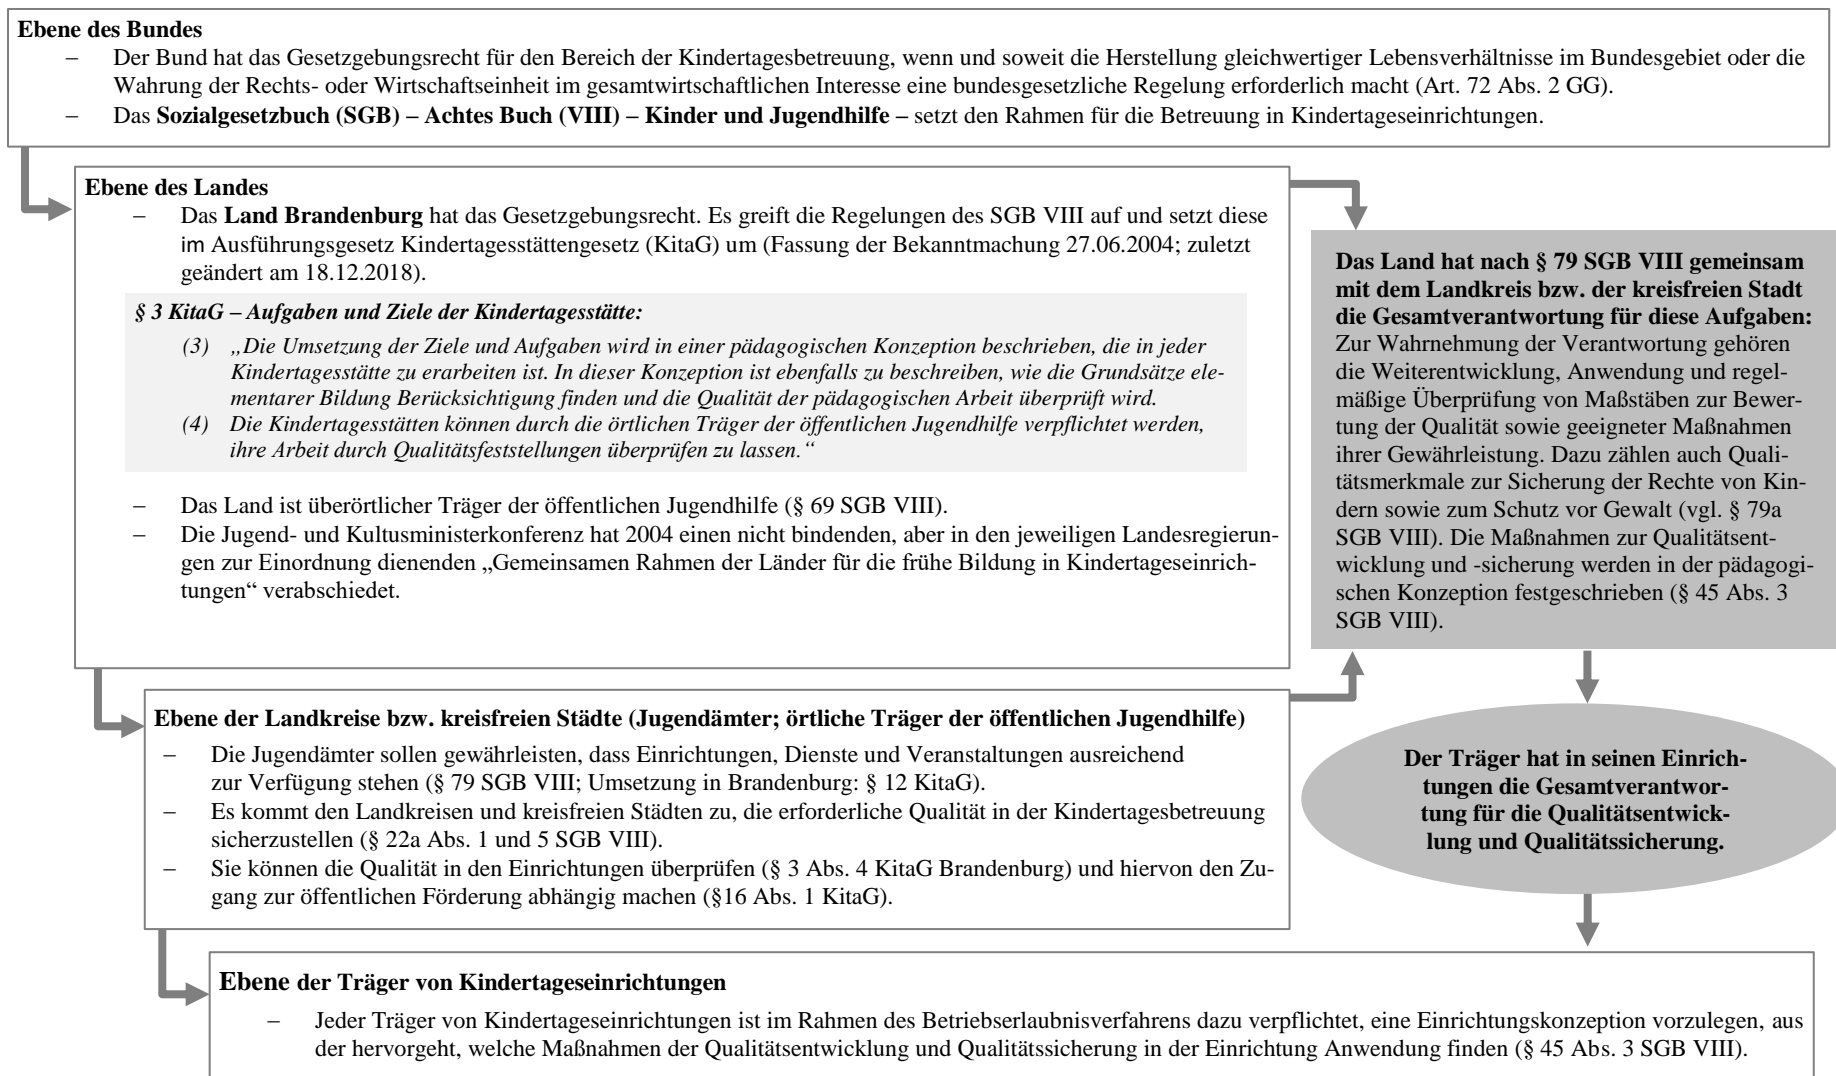 Ebene des Bundes
– Der Bund hat das Gesetzgebungsrecht für den Bereich der Kindertagesbetreuung, wenn und soweit die Herstellung gleichwertiger Lebensverhältnisse im Bundesgebiet oder die
Wahrung der Rechts- oder Wirtschaftseinheit im gesamtwirtschaftlichen Interesse eine bundesgesetzliche Regelung erforderlich macht (Art. 72 Abs. 2 GG).
– Das Sozialgesetzbuch (SGB) – Achtes Buch (VIII) – Kinder und Jugendhilfe – setzt den Rahmen für die Betreuung in Kindertageseinrichtungen.
Ebene des Landes
– Das Land Brandenburg hat das Gesetzgebungsrecht. Es greift die Regelungen des SGB VIII auf und setzt diese
im Ausführungsgesetz Kindertagesstättengesetz (KitaG) um (Fassung der Bekanntmachung 27.06.2004; zuletzt
geändert am 18.12.2018).
§ 3 KitaG – Aufgaben und Ziele der Kindertagesstätte:
(3) „Die Umsetzung der Ziele und Aufgaben wird in einer pädagogischen Konzeption beschrieben, die in jeder
Kindertagesstätte zu erarbeiten ist. In dieser Konzeption ist ebenfalls zu beschreiben, wie die Grundsätze ele-
mentarer Bildung Berücksichtigung finden und die Qualität der pädagogischen Arbeit überprüft wird.
(4) Die Kindertagesstätten können durch die örtlichen Träger der öffentlichen Jugendhilfe verpflichtet werden,
ihre Arbeit durch Qualitätsfeststellungen überprüfen zu lassen.“
– Das Land ist überörtlicher Träger der öffentlichen Jugendhilfe (§ 69 SGB VIII).
– Die Jugend- und Kultusministerkonferenz hat 2004 einen nicht bindenden, aber in den jeweiligen Landesregierun-
gen zur Einordnung dienenden „Gemeinsamen Rahmen der Länder für die frühe Bildung in Kindertageseinrich-
tungen“ verabschiedet.
Das Land hat nach § 79 SGB VIII gemeinsam
mit dem Landkreis bzw. der kreisfreien Stadt
die Gesamtverantwortung für diese Aufgaben:
Zur Wahrnehmung der Verantwortung gehören
die Weiterentwicklung, Anwendung und regel-
mäßige Überprüfung von Maßstäben zur Bewer-
tung der Qualität sowie geeigneter Maßnahmen
ihrer Gewährleistung. Dazu zählen auch Quali-
tätsmerkmale zur Sicherung der Rechte von Kin-
dern sowie zum Schutz vor Gewalt (vgl. § 79a
SGB VIII). Die Maßnahmen zur Qualitätsent-
wicklung und -sicherung werden in der pädagogi-
schen Konzeption festgeschrieben (§ 45 Abs. 3
SGB VIII).
Ebene der Landkreise bzw. kreisfreien Städte (Jugendämter; örtliche Träger der öffentlichen Jugendhilfe)
– Die Jugendämter sollen gewährleisten, dass Einrichtungen, Dienste und Veranstaltungen ausreichend
zur Verfügung stehen (§ 79 SGB VIII; Umsetzung in Brandenburg: § 12 KitaG).
– Es kommt den Landkreisen und kreisfreien Städten zu, die erforderliche Qualität in der Kindertagesbetreuung
sicherzustellen (§ 22a Abs. 1 und 5 SGB VIII).
– Sie können die Qualität in den Einrichtungen überprüfen (§ 3 Abs. 4 KitaG Brandenburg) und hiervon den Zu-
gang zur öffentlichen Förderung abhängig machen (§16 Abs. 1 KitaG).
Der Träger hat in seinen Einrich-
tungen die Gesamtverantwor-
tung für die Qualitätsentwick-
lung und Qualitätssicherung.
Ebene der Träger von Kindertageseinrichtungen
– Jeder Träger von Kindertageseinrichtungen ist im Rahmen des Betriebserlaubnisverfahrens dazu verpflichtet, eine Einrichtungskonzeption vorzulegen, aus
der hervorgeht, welche Maßnahmen der Qualitätsentwicklung und Qualitätssicherung in der Einrichtung Anwendung finden (§ 45 Abs. 3 SGB VIII).